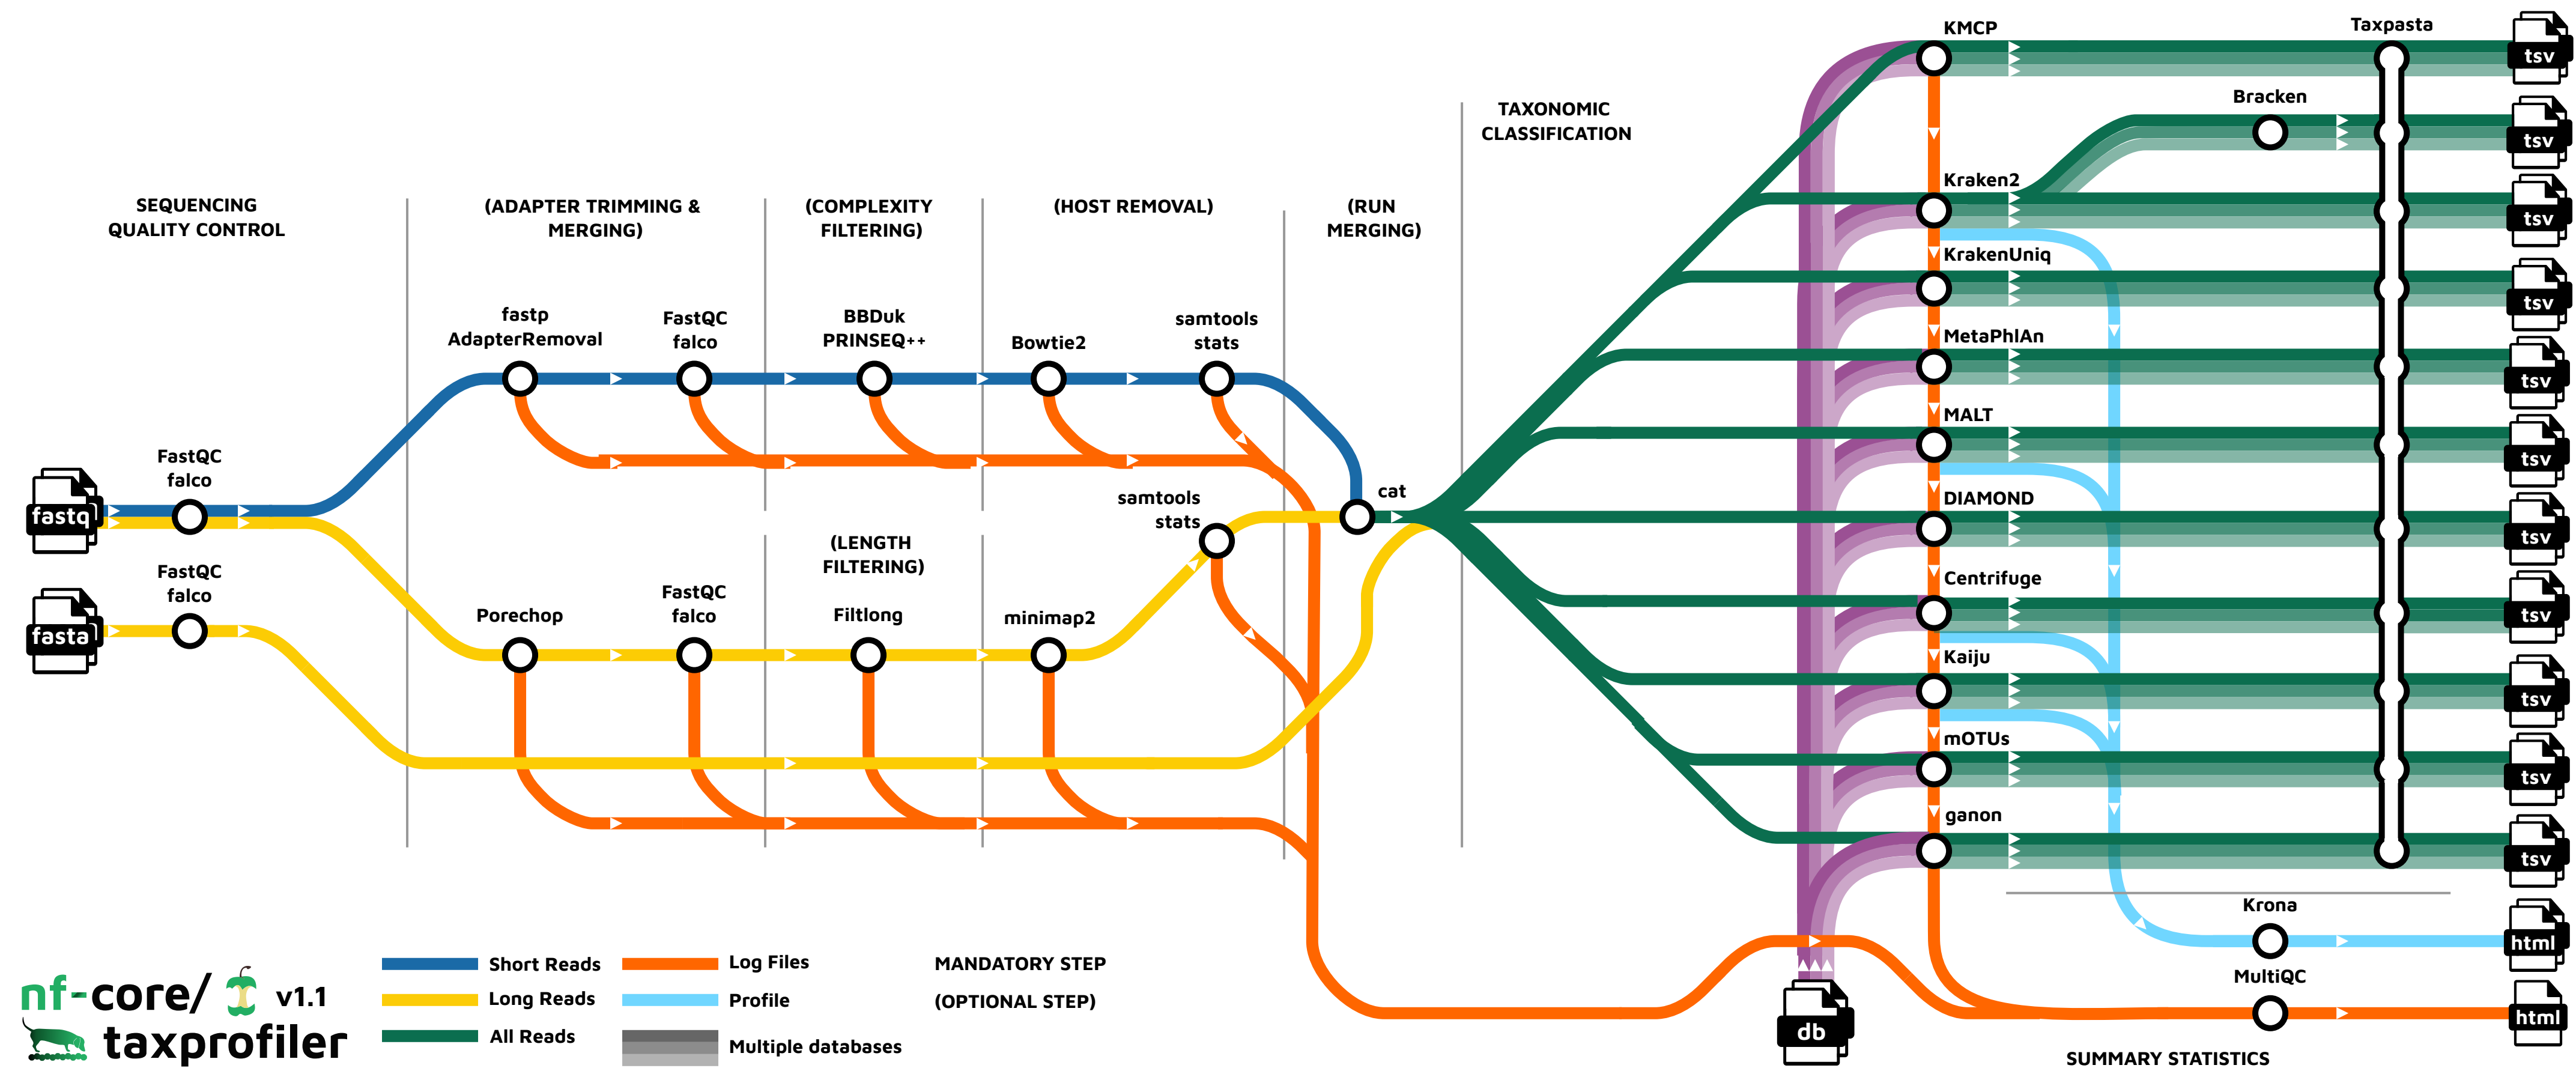 SEQUENCING
QUALITY CONTROL
(ADAPTER TRIMMING &
MERGING)
(COMPLEXITY
FILTERING)
(HOST REMOVAL)
(RUN
MERGING)
TAXONOMIC
CLASSIFICATION
fastq
FastQC
falco
fasta
FastQC
falco
fastp
AdapterRemoval
FastQC
falco
BBDuk
PRINSEQ++
Bowtie2
samtools
stats
(LENGTH
FILTERING)
Porechop
FastQC
falco
Filtlong
minimap2
samtools
stats
cat
KMCP
Kraken2
KrakenUniq
MetaPhlAn
MALT
DIAMOND
Centrifuge
Kaiju
mOTUs
ganon
Bracken
Taxpasta
tsv
tsv
tsv
tsv
tsv
tsv
tsv
tsv
tsv
tsv
tsv
Krona
html
MultiQC
html
SUMMARY STATISTICS
db
nf-core/ v1.1
taxprofiler
Short Reads
Long Reads
All Reads
Log Files
Profile
Multiple databases
MANDATORY STEP
(OPTIONAL STEP)